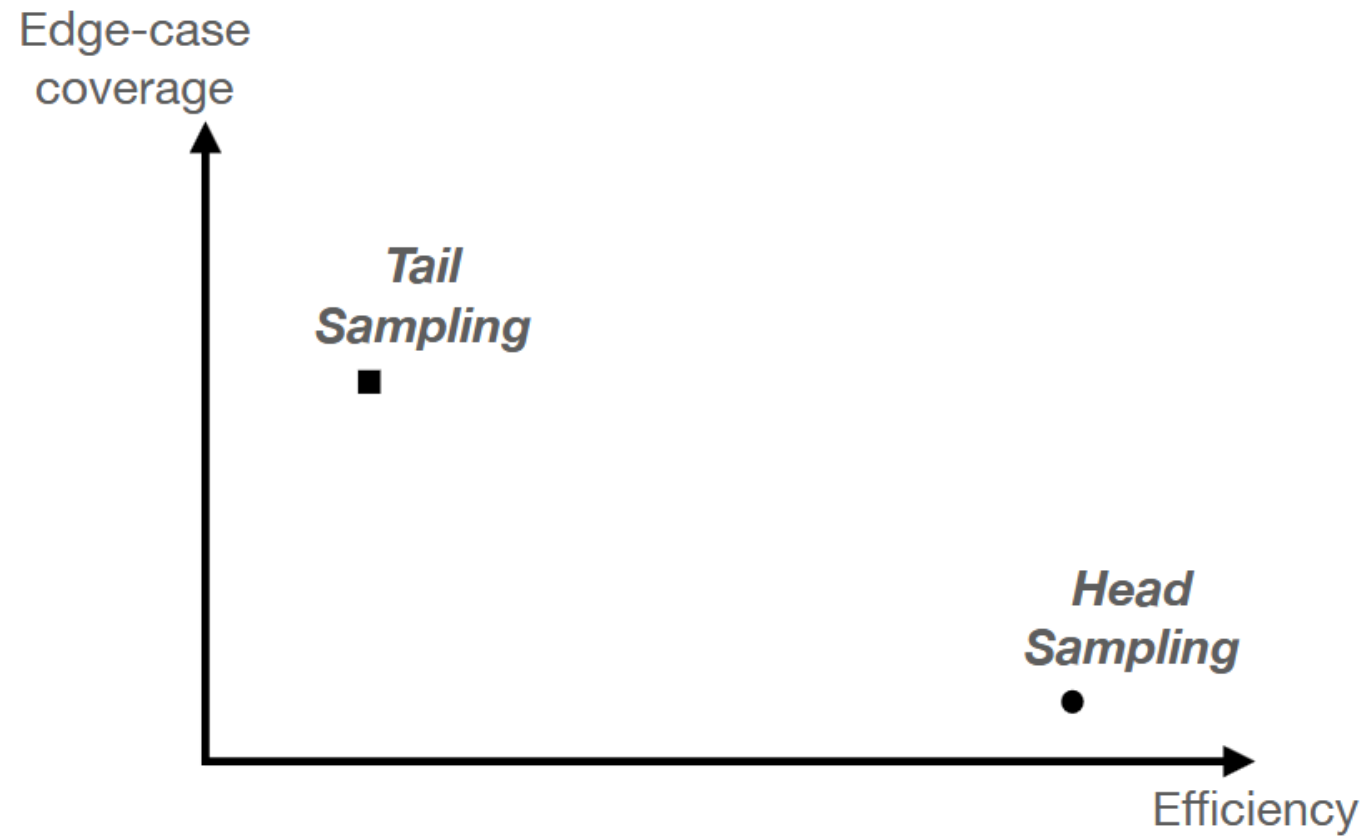 Edge-case
coverage
Tail
Sampling
Head
Sampling
Efficiency